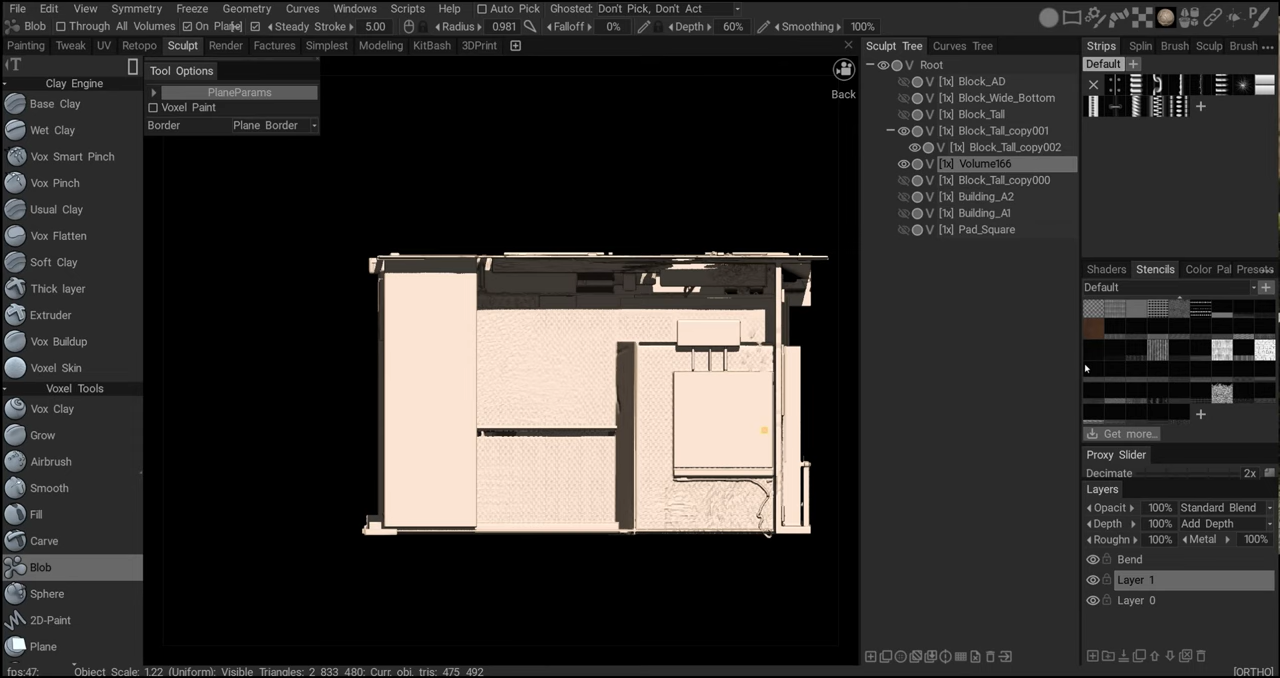 File Edit View Symmetry Freeze Geometry Curves Windows Scripts Help Auto Pick Ghosted: Don't Pick, Don't Act
Blob Through All Volumes On Plane Steady Stroke 5.00 Radius 0.981 Falloff 0% Depth 60% Smoothing 100%
Painting Tweak UV Retopo Sculpt Render Factures Simplest Modeling KitBash 3DPrint
Clay Engine
Base Clay
Wet Clay
Vox Smart Pinch
Vox Pinch
Usual Clay
Vox Flatten
Soft Clay
Thick layer
Extruder
Vox Buildup
Voxel Skin
Voxel Tools
Vox Clay
Grow
Airbrush
Smooth
Fill
Carve
Blob
Sphere
2D-Paint
Plane
Tool Options
PlaneParams
Voxel Paint
Border Plane Border
Back
Sculpt Tree Curves Tree
Root
V [1x] Block_AD
V [1x] Block_Wide_Bottom
V [1x] Block_Tall
V [1x] Block_Tall_copy001
V [1x] Block_Tall_copy002
V [1x] Volume166
V [1x] Block_Tall_copy000
V [1x] Building_A2
V [1x] Building_A1
V [1x] Pad_Square
Strips Splin Brush Sculp Brush
Default
Shaders Stencils Color Pal Presets
Default
Get more...
Proxy Slider
Decimate 2x
Layers
Opacit 100% Standard Blend
Depth 100% Add Depth
Roughn 100% Metal 100%
Bend
Layer 1
Layer 0
fps:47; Object Scale: 1.22 (Uniform); Visible Triangles: 2 833 480; Curr. obj. tris: 475 492
[ORTHO]